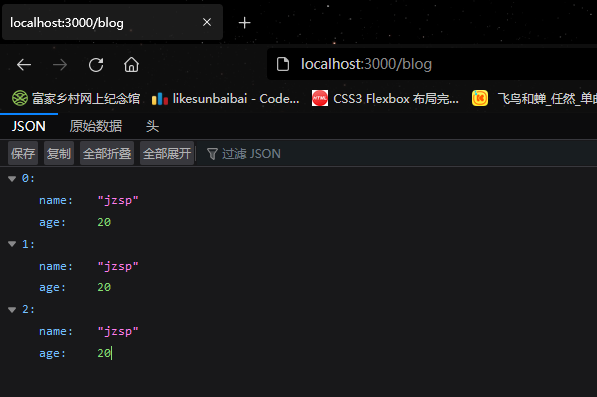 localhost:3000/blog
localhost:3000/blog
富家乡村网上纪念馆 likesunbaibai - Code... CSS3 Flexbox 布局完... 飞鸟和蝉_任然_单曲
JSON 原始数据 头
保存 复制 全部折叠 全部展开 过滤 JSON
0:
name: "jzsp"
age: 20
1:
name: "jzsp"
age: 20
2:
name: "jzsp"
age: 20